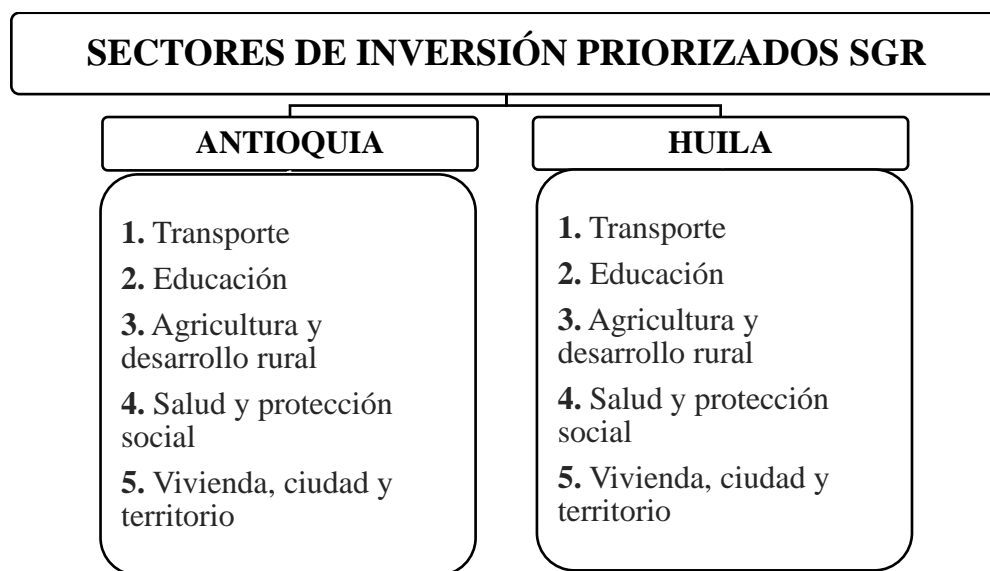 SECTORES DE INVERSIÓN PRIORIZADOS SGR
ANTIOQUIA
1. Transporte
2. Educación
3. Agricultura y
desarrollo rural
4. Salud y protección
social
5. Vivienda, ciudad y
territorio
HUILA
1. Transporte
2. Educación
3. Agricultura y
desarrollo rural
4. Salud y protección
social
5. Vivienda, ciudad y
territorio